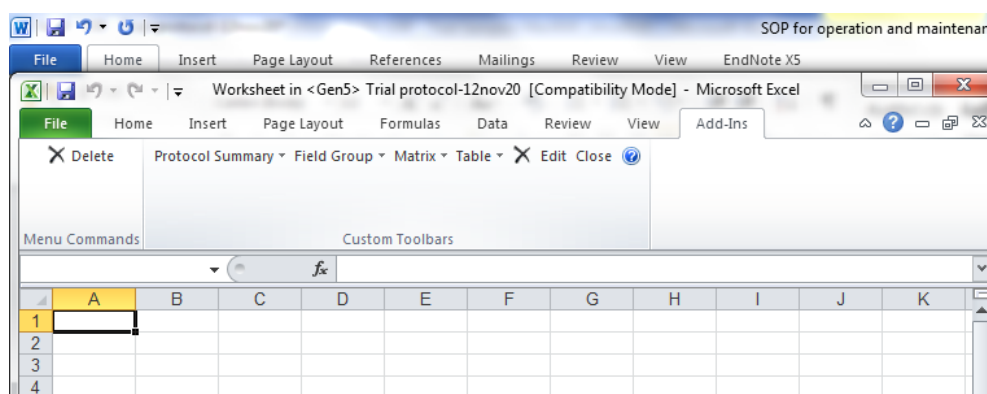 SOP for operation and maintenan
File Home Insert Page Layout References Mailings Review View EndNote X5
Worksheet in <Gen5> Trial protocol-12nov20 [Compatibility Mode] - Microsoft Excel
File Home Insert Page Layout Formulas Data Review View Add-Ins
Delete Protocol Summary Field Group Matrix Table Edit Close
Menu Commands Custom Toolbars
fx
A B C D E F G H I J K
1
2
3
4